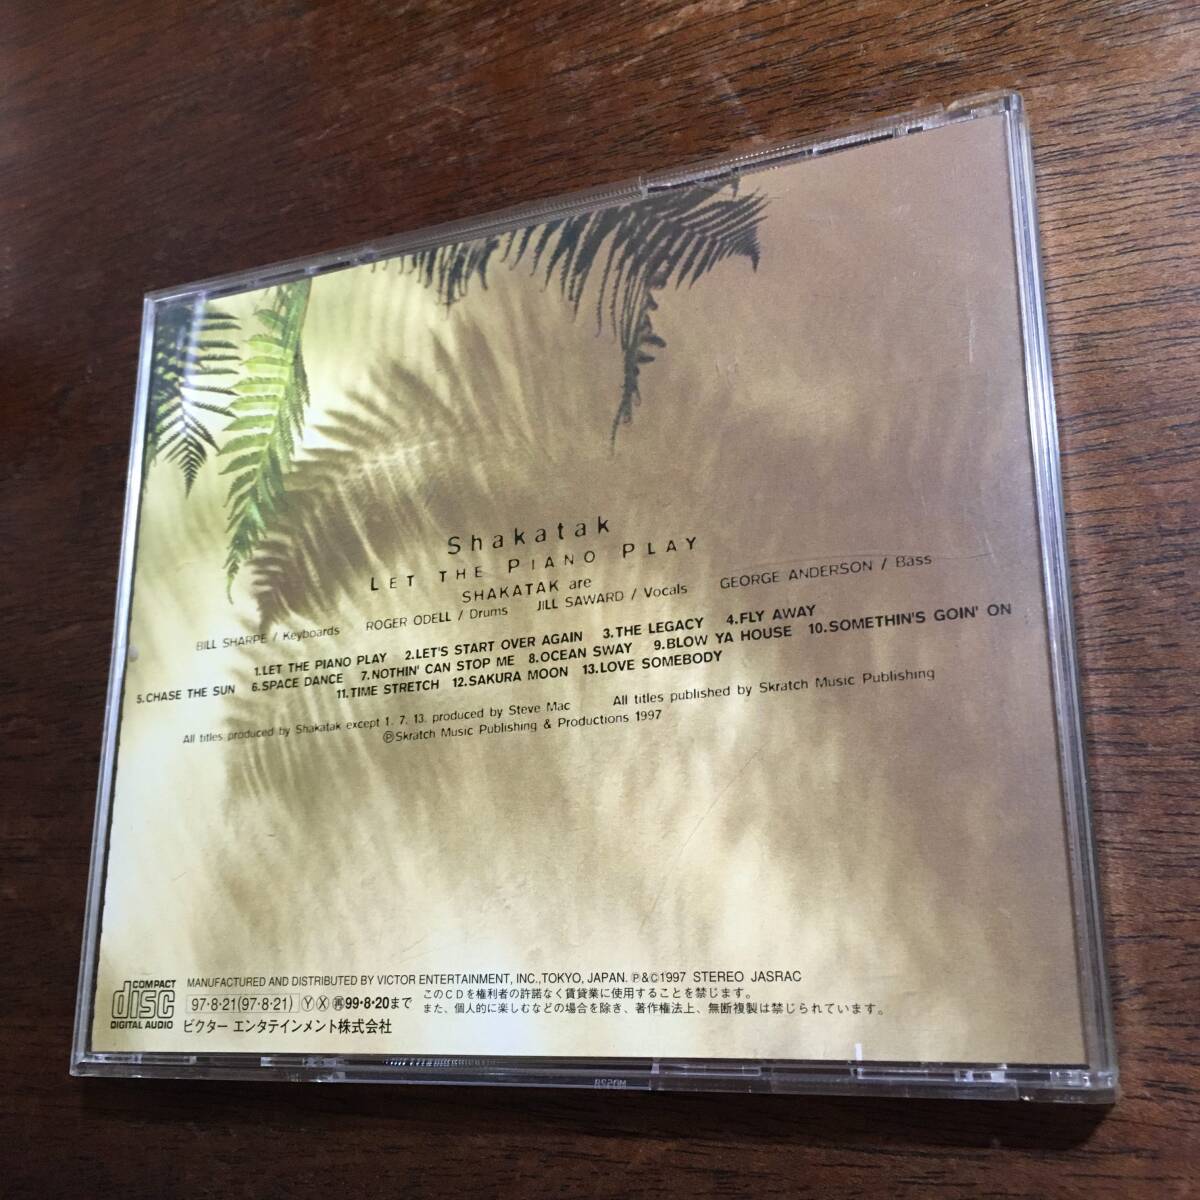 Shakatak
LET THE PIANO PLAY
SHAKATAK are
BILL SHARPE / Keyboards ROGER ODELL / Drums JILL SAWARD / Vocals GEORGE ANDERSON / Bass
1.LET THE PIANO PLAY 2.LET'S START OVER AGAIN 3.THE LEGACY 4.FLY AWAY
5.CHASE THE SUN 6.SPACE DANCE 7.NOTHIN' CAN STOP ME 8.OCEAN SWAY 9.BLOW YA HOUSE 10.SOMETHIN'S GOIN' ON
11.TIME STRETCH 12.SAKURA MOON 13.LOVE SOMEBODY
All titles produced by Shakatak except 1. 7. 13. produced by Steve Mac All titles published by Skratch Music Publishing
℗Skratch Music Publishing & Productions 1997
COMPACT
disc
DIGITAL AUDIO
MANUFACTURED AND DISTRIBUTED BY VICTOR ENTERTAINMENT, INC.,TOKYO, JAPAN. ℗&©1997 STEREO JASRAC
97·8·21(97·8·21) Ⓨ Ⓧ ㊢99·8·20まで
このCDを権利者の許諾なく賃貸業に使用することを禁じます。
また、個人的に楽しむなどの場合を除き、著作権法上、無断複製は禁じられています。
ビクター エンタテインメント株式会社